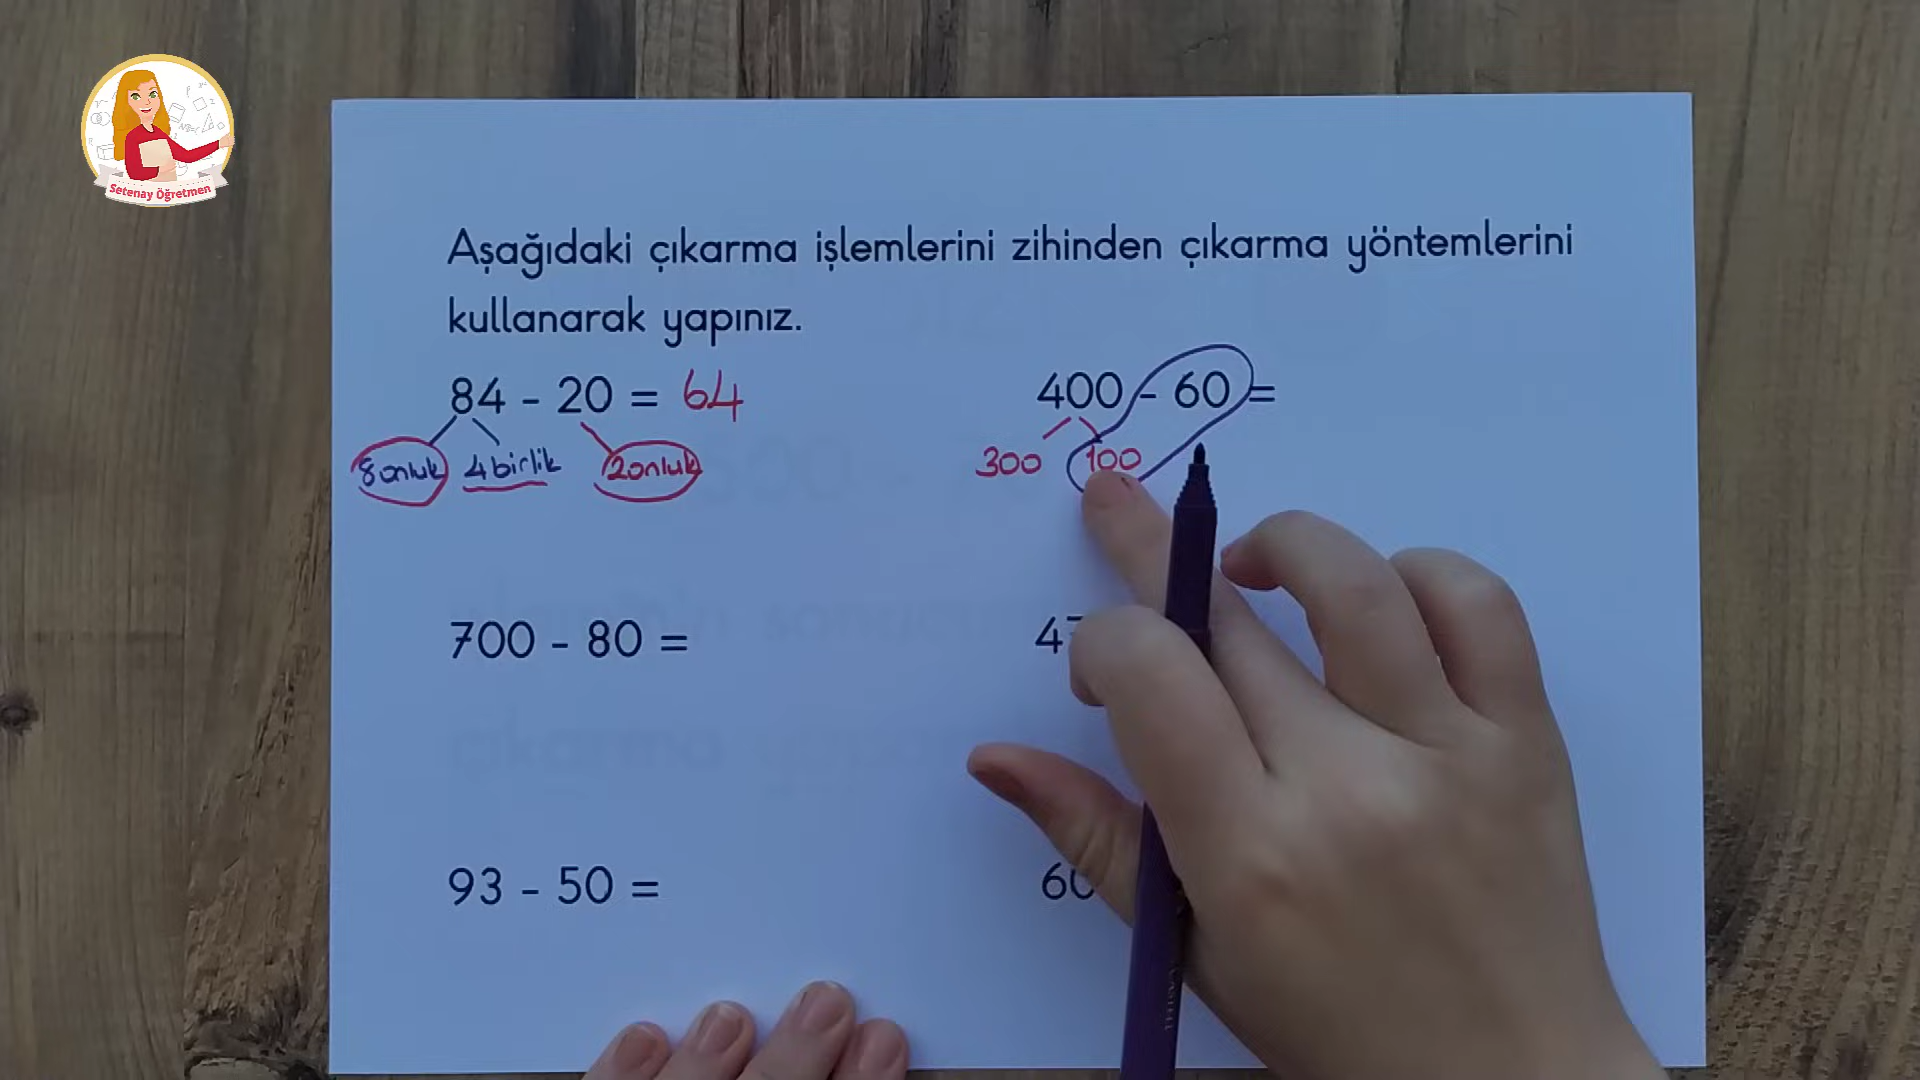 Setenay Öğretmen
Aşağıdaki çıkarma işlemlerini zihinden çıkarma yöntemlerini
kullanarak yapınız.
84 - 20 = 64
8onluk 4birlik 2onluk
400 - 60 =
300 100
700 - 80 =
93 - 50 =